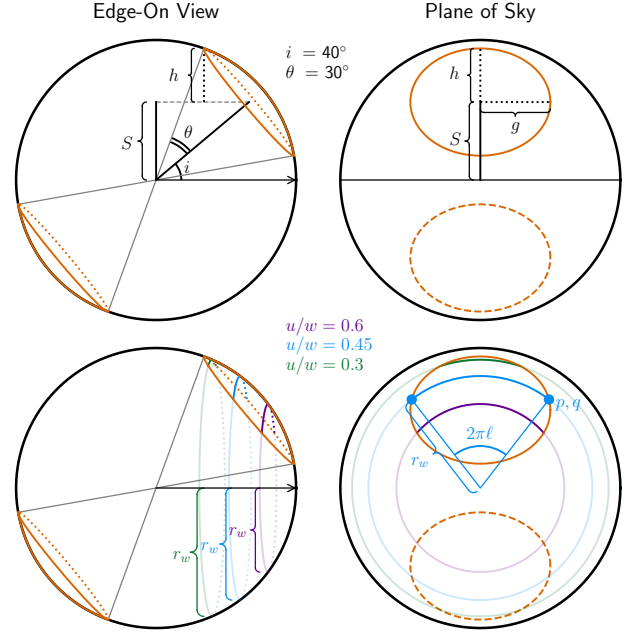 Edge-On View
Plane of Sky
i = 40°
θ = 30°
h
S
θ
i
h
S
g
u/w = 0.6
u/w = 0.45
u/w = 0.3
r_w
r_w
r_w
p, q
2πℓ
r_w